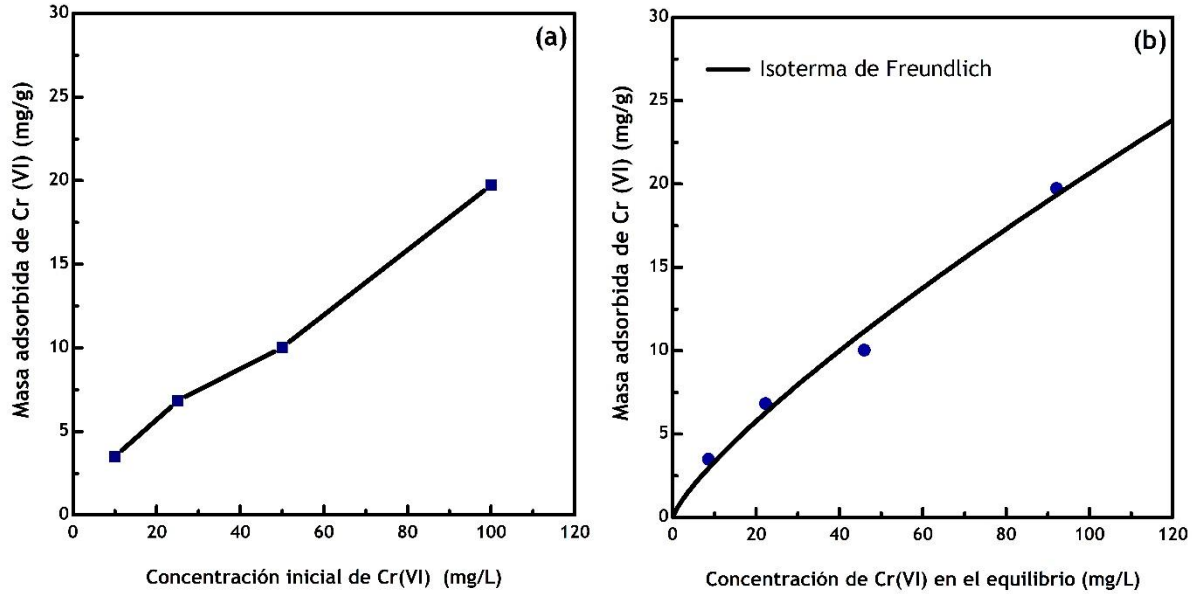 (a)
Masa adsorbida de Cr (VI) (mg/g)
30
25
20
15
10
5
0
0 20 40 60 80 100 120
Concentración inicial de Cr(VI) (mg/L)
(b)
Isoterma de Freundlich
Masa adsorbida de Cr (VI) (mg/g)
30
25
20
15
10
5
0
0 20 40 60 80 100 120
Concentración de Cr(VI) en el equilibrio (mg/L)